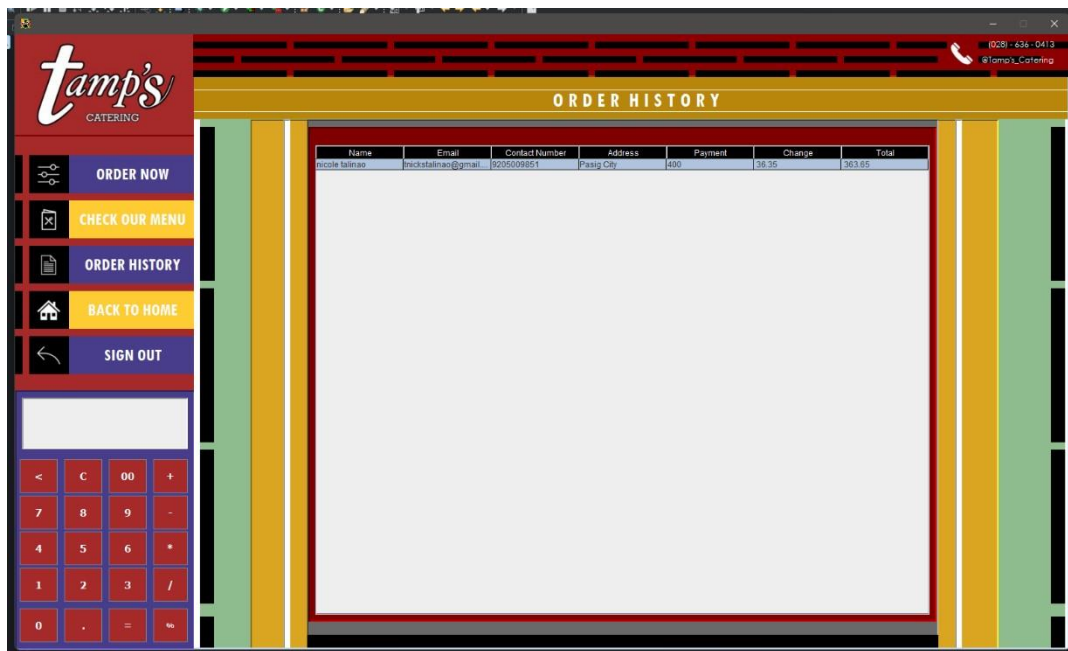 (028) - 636 - 0413
@Tamp's_Catering
Tamp's
CATERING
ORDER HISTORY
ORDER NOW
CHECK OUR MENU
ORDER HISTORY
BACK TO HOME
SIGN OUT
Name Email Contact Number Address Payment Change Total
nicole talinao tnickstalinao@gmail... 9205009851 Pasig City 400 36.35 363.65
< C 00 +
7 8 9 -
4 5 6 *
1 2 3 /
0 . = %